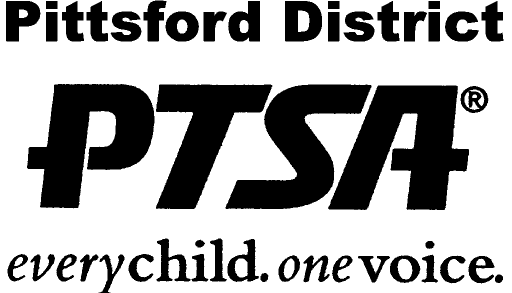 Pittsford District
PTSA®
everychild. onevoice.